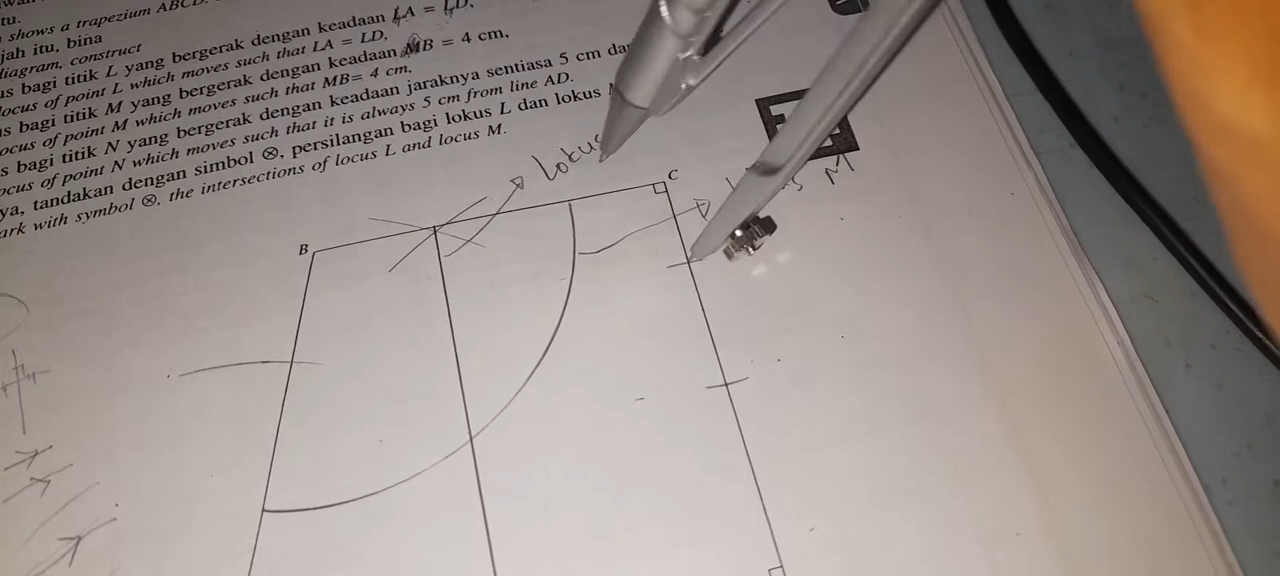 tu.
shows a trapezium ABCD.
jah itu, bina
diagram, construct
us bagi titik L yang bergerak dengan keadaan LA = LD,
ocus of point L which moves such that LA = LD,
s bagi titik M yang bergerak dengan keadaan MB = 4 cm,
ocus of point M which moves such that MB= 4 cm,
s bagi titik N yang bergerak dengan keadaan jaraknya sentiasa 5 cm da
ocus of point N which moves such that it is always 5 cm from line AD.
ya, tandakan dengan simbol ⊗, persilangan bagi lokus L dan lokus
ark with symbol ⊗, the intersections of locus L and locus M.
lokus
s M
C
B